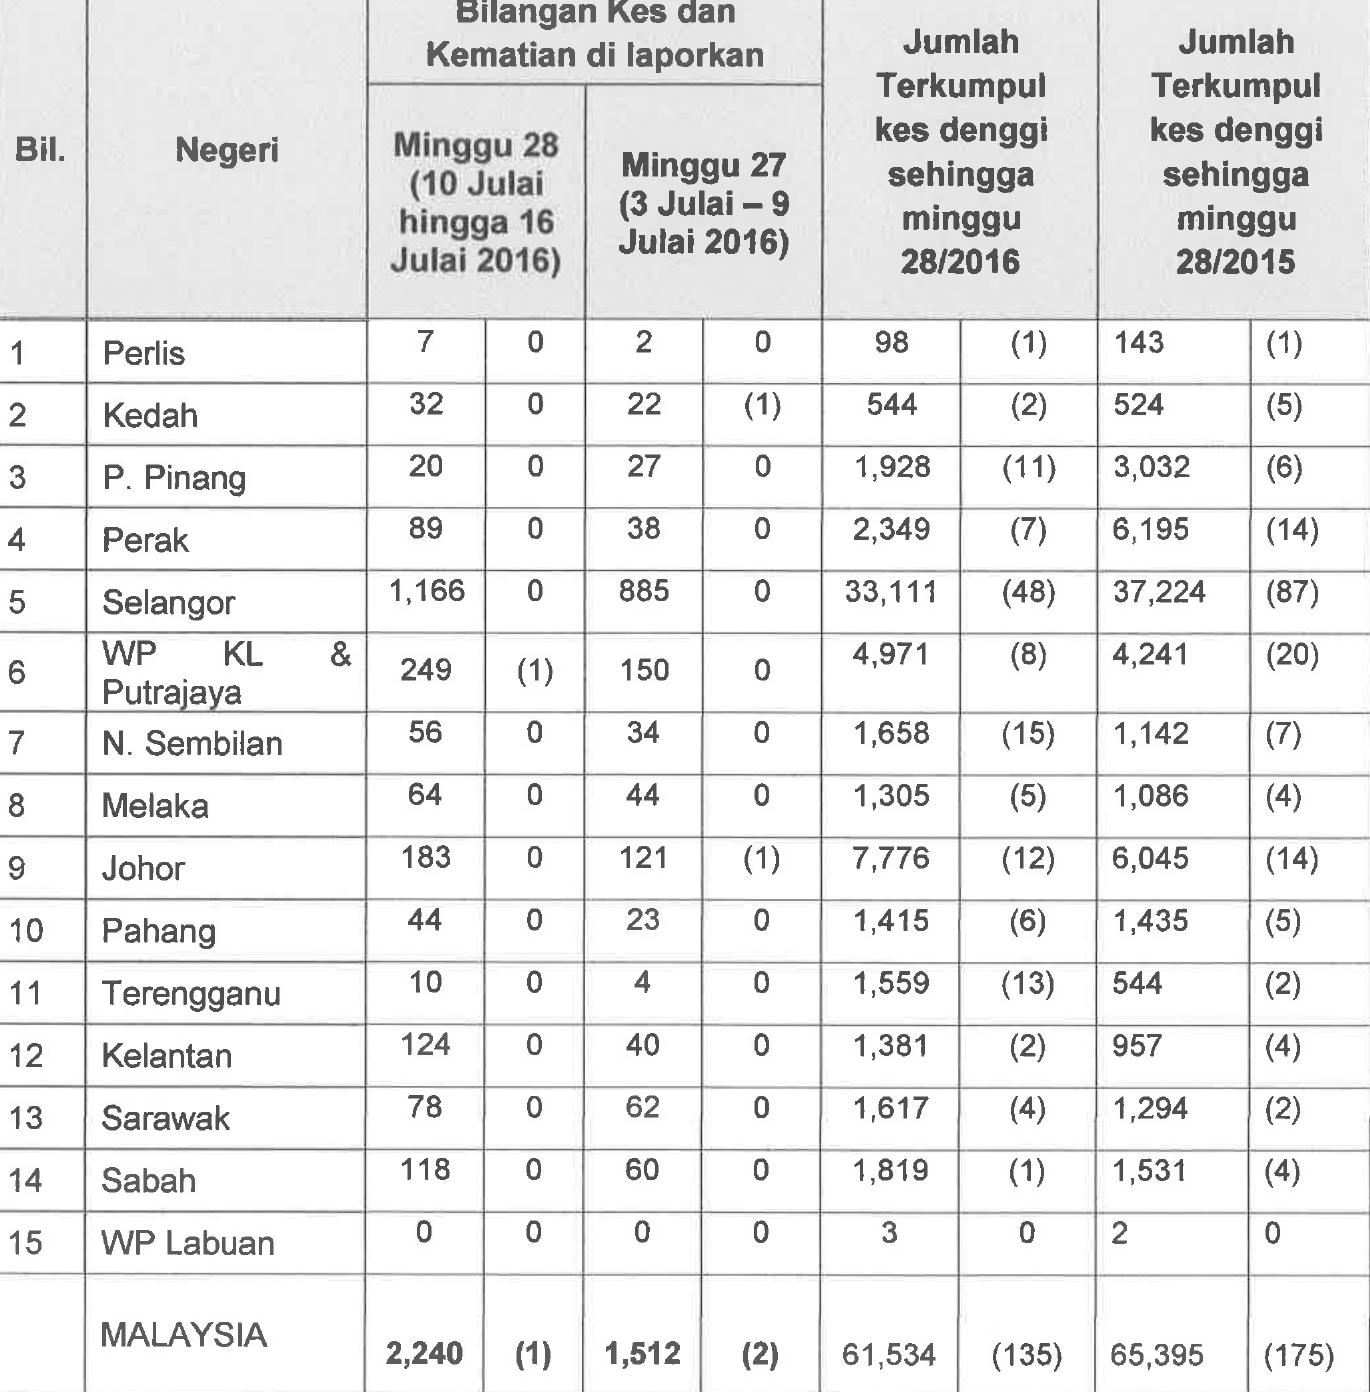 Bilangan Kes dan
Kematian di laporkan
Jumlah
Terkumpul
kes denggi
sehingga
minggu
28/2016
Jumlah
Terkumpul
kes denggi
sehingga
minggu
28/2015
Bil.
Negeri
Minggu 28
(10 Julai
hingga 16
Julai 2016)
Minggu 27
(3 Julai – 9
Julai 2016)
1 Perlis 7 0 2 0 98 (1) 143 (1)
2 Kedah 32 0 22 (1) 544 (2) 524 (5)
3 P. Pinang 20 0 27 0 1,928 (11) 3,032 (6)
4 Perak 89 0 38 0 2,349 (7) 6,195 (14)
5 Selangor 1,166 0 885 0 33,111 (48) 37,224 (87)
6 WP KL &
Putrajaya 249 (1) 150 0 4,971 (8) 4,241 (20)
7 N. Sembilan 56 0 34 0 1,658 (15) 1,142 (7)
8 Melaka 64 0 44 0 1,305 (5) 1,086 (4)
9 Johor 183 0 121 (1) 7,776 (12) 6,045 (14)
10 Pahang 44 0 23 0 1,415 (6) 1,435 (5)
11 Terengganu 10 0 4 0 1,559 (13) 544 (2)
12 Kelantan 124 0 40 0 1,381 (2) 957 (4)
13 Sarawak 78 0 62 0 1,617 (4) 1,294 (2)
14 Sabah 118 0 60 0 1,819 (1) 1,531 (4)
15 WP Labuan 0 0 0 0 3 0 2 0
MALAYSIA 2,240 (1) 1,512 (2) 61,534 (135) 65,395 (175)